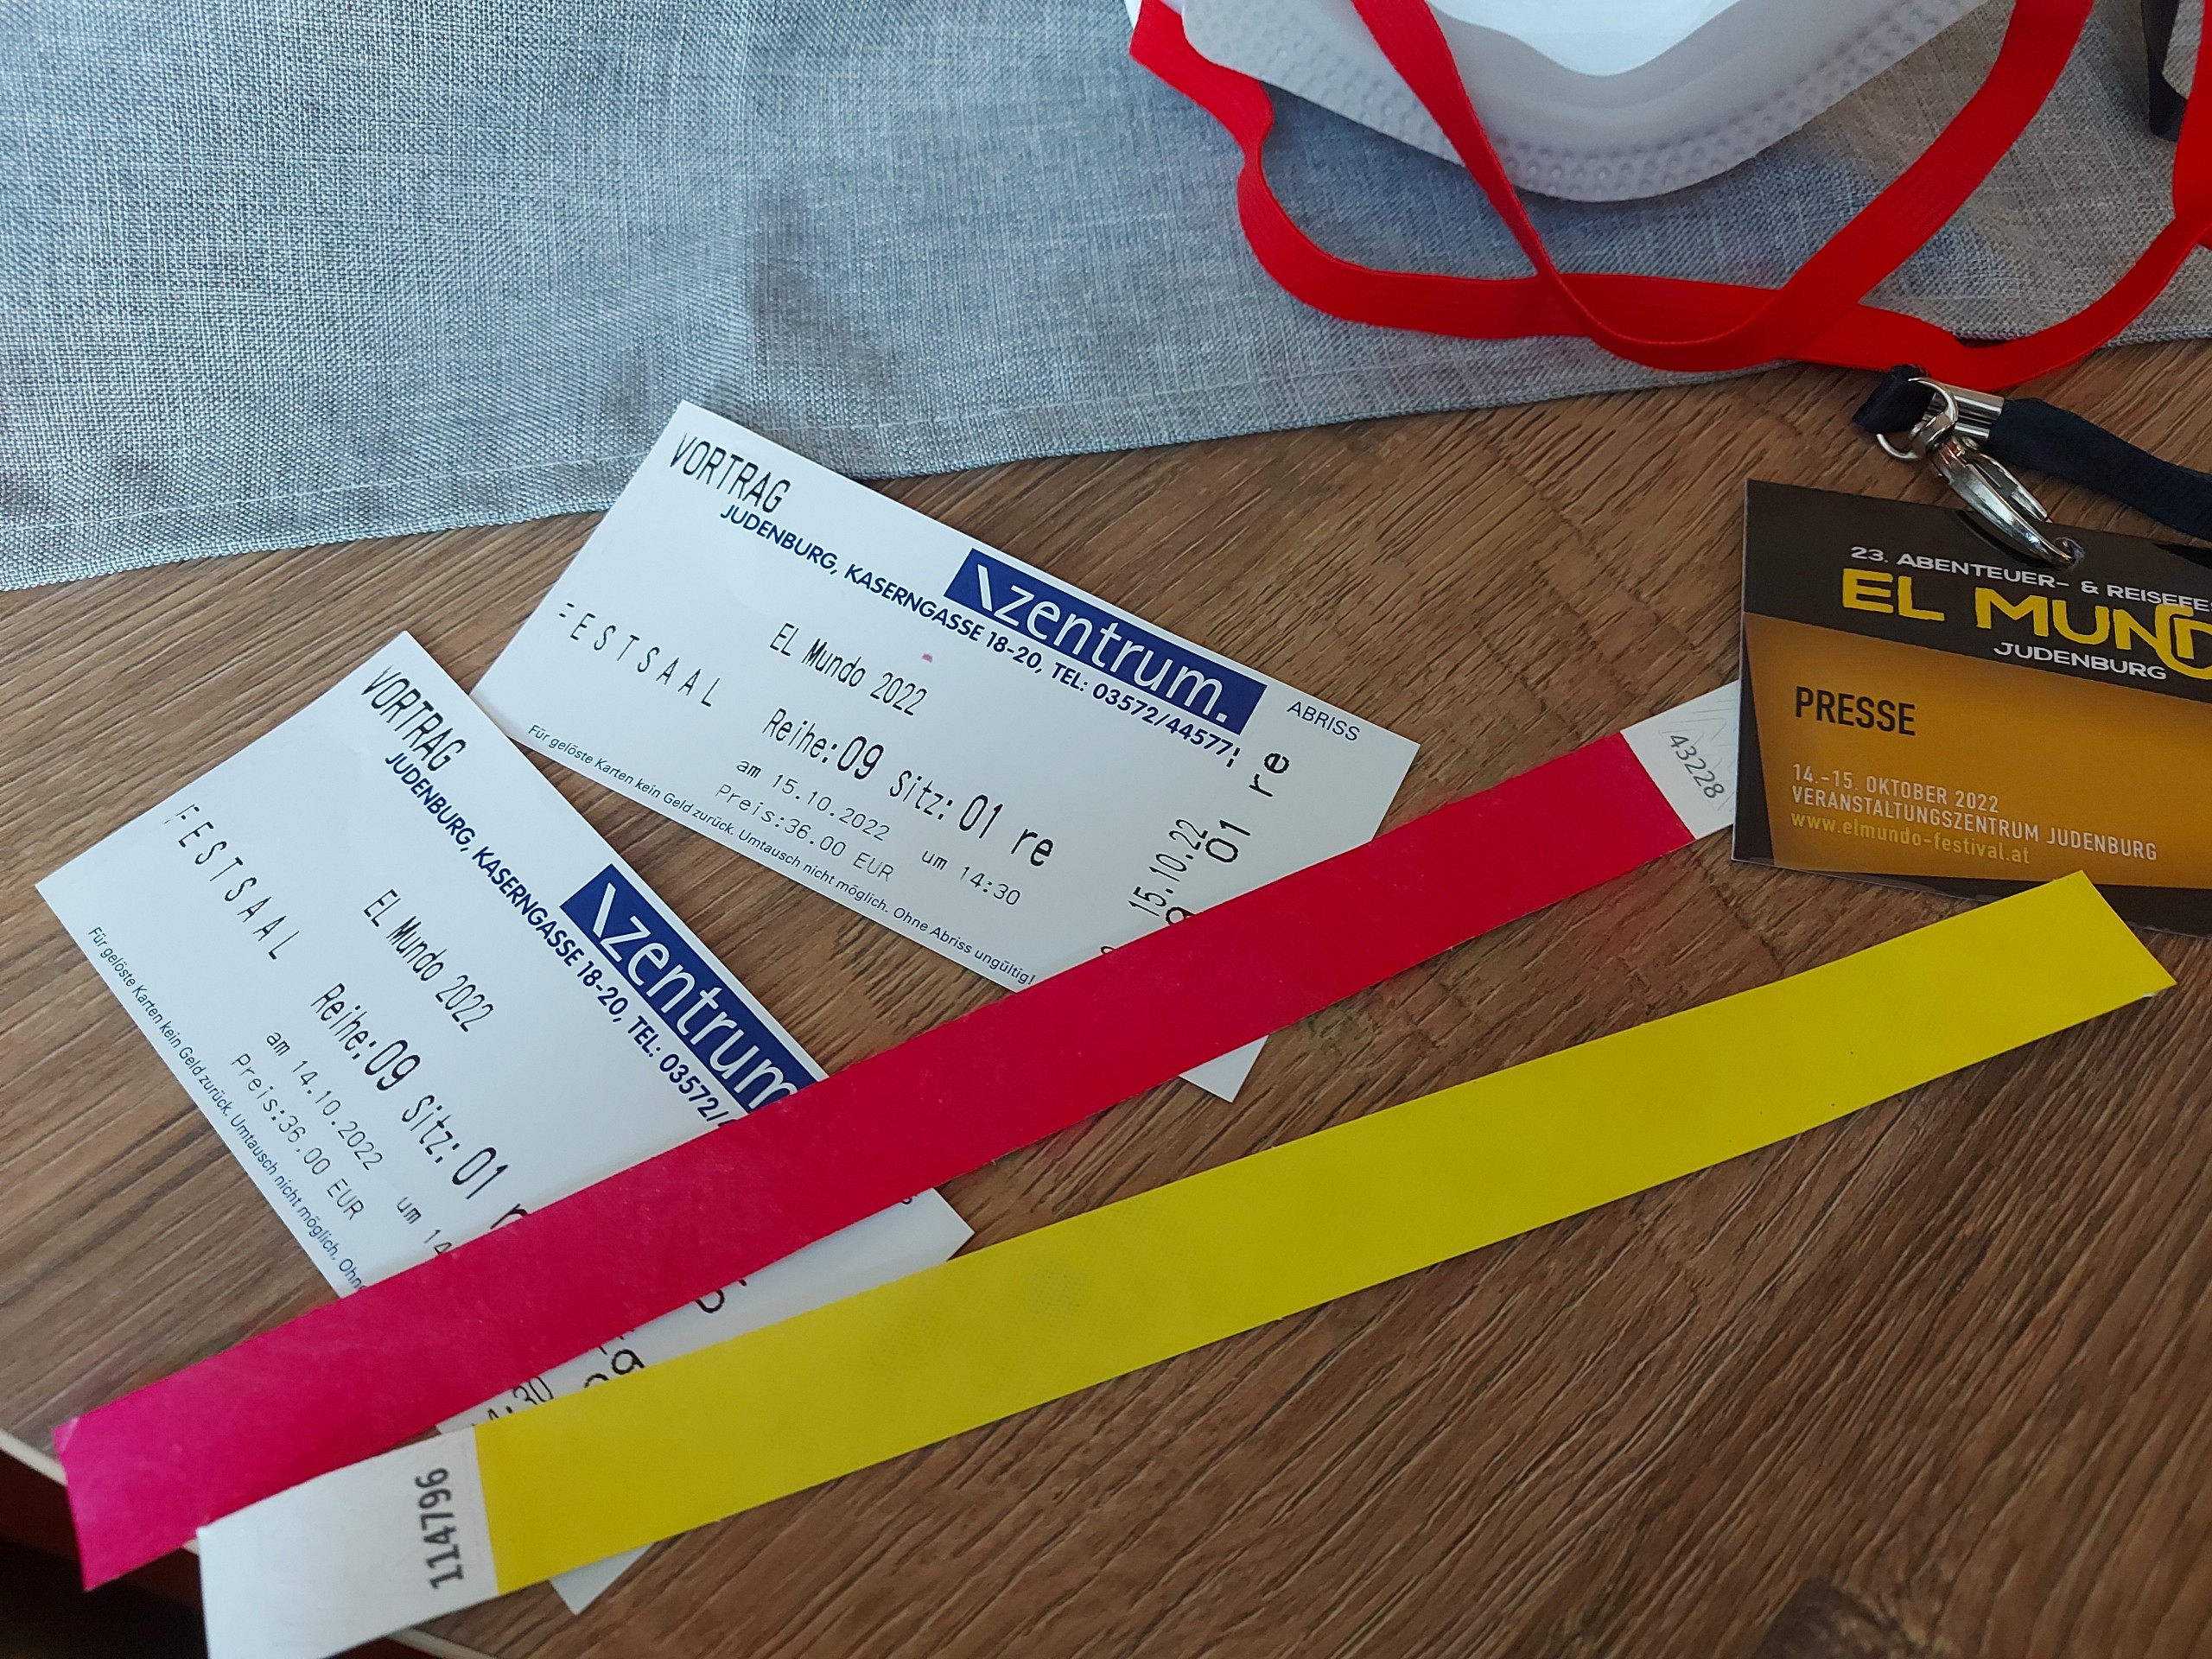 VORTRAG
JUDENBURG, KASERNGASSE 18-20, TEL: 03572/44577
zentrum.
ABRISS
FESTSAAL
EL Mundo 2022
Reihe:09 Sitz:01 re
am 15.10.2022 um 14:30
Preis:36.00 EUR
Für gelöste Karten kein Geld zurück. Umtausch nicht möglich. Ohne Abriss ungültig!
15.10.22
01 re
VORTRAG
JUDENBURG, KASERNGASSE 18-20, TEL: 03572/
zentrum
FESTSAAL
EL Mundo 2022
Reihe:09 Sitz:01
am 14.10.2022 um 14
Preis:36.00 EUR
Für gelöste Karten kein Geld zurück. Umtausch nicht möglich. Ohn
43228
114796
23. ABENTEUER- & REISEFE
EL MUND
JUDENBURG
PRESSE
14.-15. OKTOBER 2022
VERANSTALTUNGSZENTRUM JUDENBURG
www.elmundo-festival.at